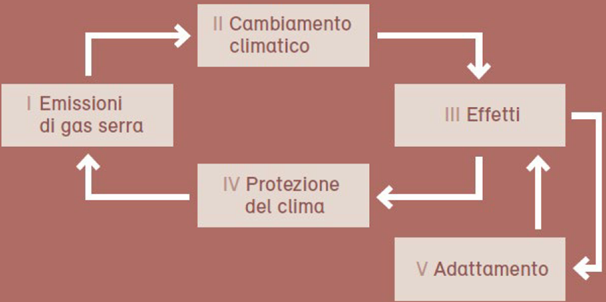 II Cambiamento
climatico
I Emissioni
di gas serra
III Effetti
IV Protezione
del clima
V Adattamento